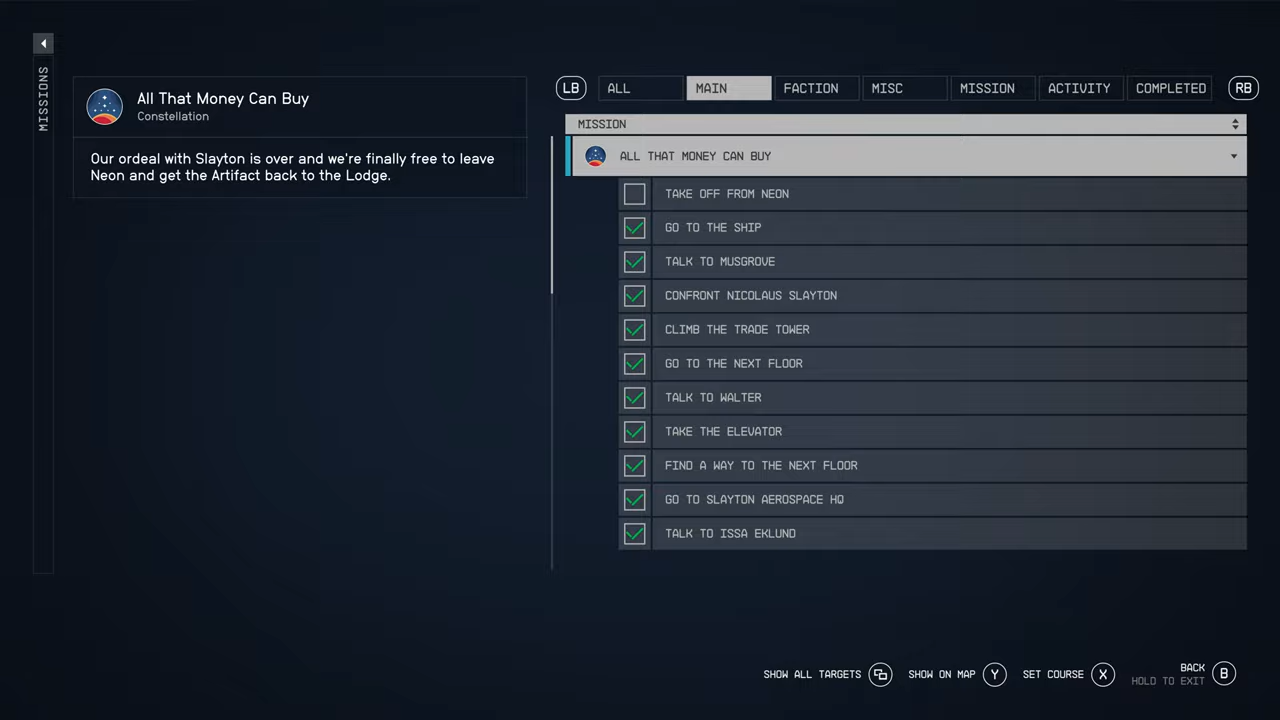 MISSIONS
All That Money Can Buy
Constellation
Our ordeal with Slayton is over and we're finally free to leave
Neon and get the Artifact back to the Lodge.
LB ALL MAIN FACTION MISC MISSION ACTIVITY COMPLETED RB
MISSION
ALL THAT MONEY CAN BUY
TAKE OFF FROM NEON
GO TO THE SHIP
TALK TO MUSGROVE
CONFRONT NICOLAUS SLAYTON
CLIMB THE TRADE TOWER
GO TO THE NEXT FLOOR
TALK TO WALTER
TAKE THE ELEVATOR
FIND A WAY TO THE NEXT FLOOR
GO TO SLAYTON AEROSPACE HQ
TALK TO ISSA EKLUND
SHOW ALL TARGETS SHOW ON MAP Y SET COURSE X BACK B
HOLD TO EXIT